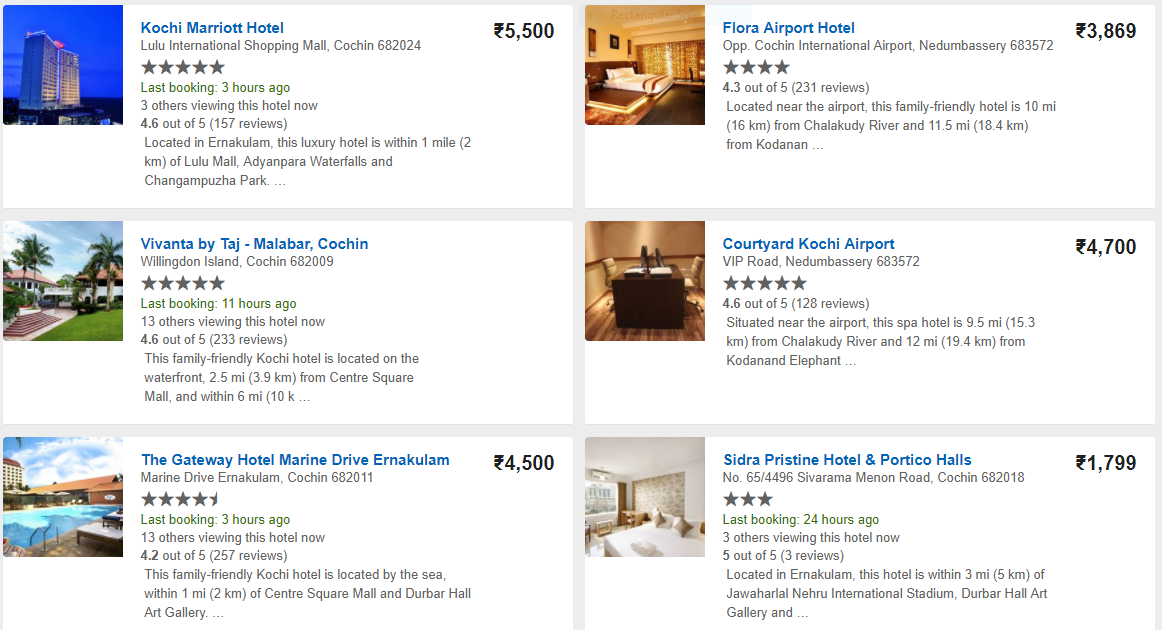 Kochi Marriott Hotel
₹5,500
Lulu International Shopping Mall, Cochin 682024
Last booking: 3 hours ago
3 others viewing this hotel now
4.6 out of 5 (157 reviews)
Located in Ernakulam, this luxury hotel is within 1 mile (2
km) of Lulu Mall, Adyanpara Waterfalls and
Changampuzha Park. …
Flora Airport Hotel
₹3,869
Opp. Cochin International Airport, Nedumbassery 683572
4.3 out of 5 (231 reviews)
Located near the airport, this family-friendly hotel is 10 mi
(16 km) from Chalakudy River and 11.5 mi (18.4 km)
from Kodanan …
Vivanta by Taj - Malabar, Cochin
Willingdon Island, Cochin 682009
Last booking: 11 hours ago
13 others viewing this hotel now
4.6 out of 5 (233 reviews)
This family-friendly Kochi hotel is located on the
waterfront, 2.5 mi (3.9 km) from Centre Square
Mall, and within 6 mi (10 k …
Courtyard Kochi Airport
₹4,700
VIP Road, Nedumbassery 683572
4.6 out of 5 (128 reviews)
Situated near the airport, this spa hotel is 9.5 mi (15.3
km) from Chalakudy River and 12 mi (19.4 km) from
Kodanand Elephant …
The Gateway Hotel Marine Drive Ernakulam
₹4,500
Marine Drive Ernakulam, Cochin 682011
Last booking: 3 hours ago
13 others viewing this hotel now
4.2 out of 5 (257 reviews)
This family-friendly Kochi hotel is located by the sea,
within 1 mi (2 km) of Centre Square Mall and Durbar Hall
Art Gallery. …
Sidra Pristine Hotel & Portico Halls
₹1,799
No. 65/4496 Sivarama Menon Road, Cochin 682018
Last booking: 24 hours ago
3 others viewing this hotel now
5 out of 5 (3 reviews)
Located in Ernakulam, this hotel is within 3 mi (5 km) of
Jawaharlal Nehru International Stadium, Durbar Hall Art
Gallery and …